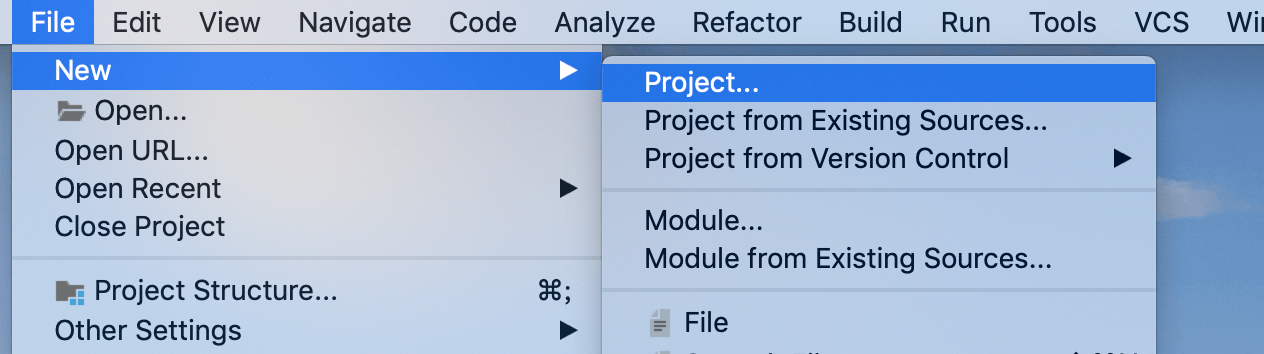 File Edit View Navigate Code Analyze Refactor Build Run Tools VCS
New
Open...
Open URL...
Open Recent
Close Project
Project Structure... ⌘;
Other Settings
Project...
Project from Existing Sources...
Project from Version Control
Module...
Module from Existing Sources...
File